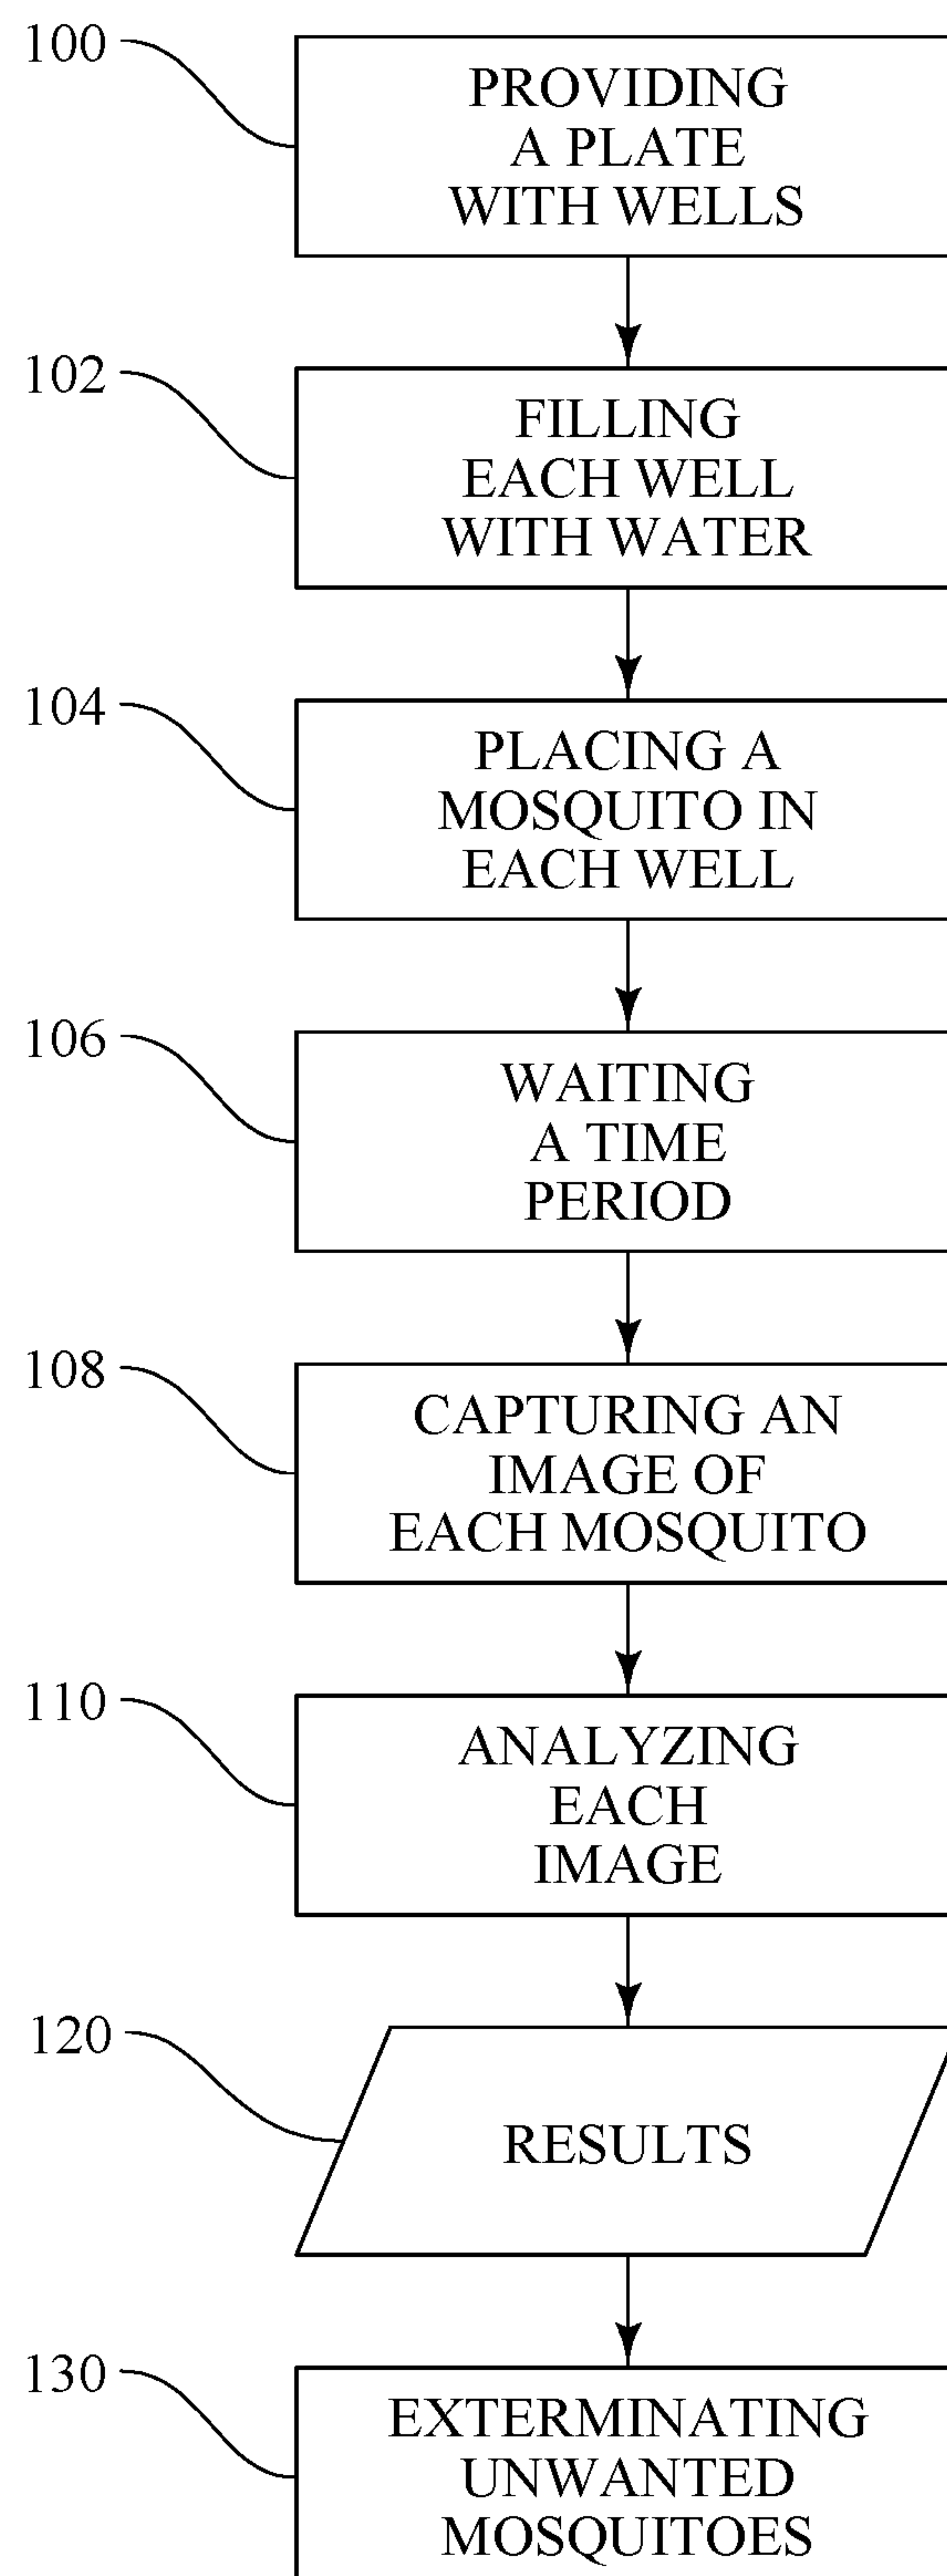 100
PROVIDING
A PLATE
WITH WELLS
102
FILLING
EACH WELL
WITH WATER
104
PLACING A
MOSQUITO IN
EACH WELL
106
WAITING
A TIME
PERIOD
108
CAPTURING AN
IMAGE OF
EACH MOSQUITO
110
ANALYZING
EACH
IMAGE
120
RESULTS
130
EXTERMINATING
UNWANTED
MOSQUITOES